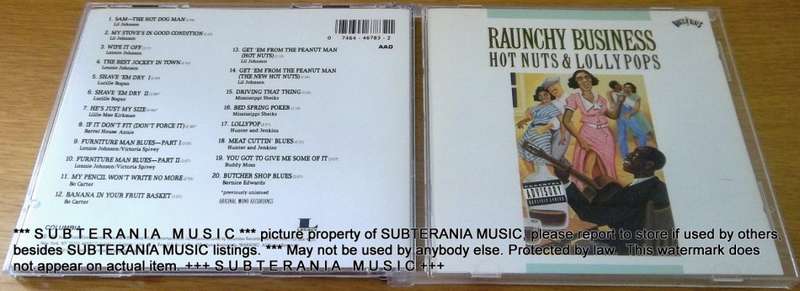 1. SAM—THE HOT DOG MAN
Lil Johnson
2. MY STOVE'S IN GOOD CONDITION
Lil Johnson
3. WIPE IT OFF
Lonnie Johnson
4. THE BEST JOCKEY IN TOWN
Lonnie Johnson
5. SHAVE 'EM DRY I
Lucille Bogan
6. SHAVE 'EM DRY II
Lucille Bogan
7. HE'S JUST MY SIZE
Lillie Mae Kirkman
8. IF IT DON'T FIT (DON'T FORCE IT)
Barrel House Annie
9. FURNITURE MAN BLUES—PART I
Lonnie Johnson/Victoria Spivey
10. FURNITURE MAN BLUES—PART II
Lonnie Johnson/Victoria Spivey
11. MY PENCIL WON'T WRITE NO MORE
Bo Carter
12. BANANA IN YOUR FRUIT BASKET
Bo Carter
0 7464-46783-2
AAD
13. GET 'EM FROM THE PEANUT MAN
(HOT NUTS)
Lil Johnson
14. GET 'EM FROM THE PEANUT MAN
(THE NEW HOT NUTS)
Lil Johnson
15. DRIVING THAT THING
Mississippi Sheiks
16. BED SPRING POKER
Mississippi Sheiks
17. LOLLYPOP
Hunter and Jenkins
18. MEAT CUTTIN' BLUES
Hunter and Jenkins
19. YOU GOT TO GIVE ME SOME OF IT
Buddy Moss
20. BUTCHER SHOP BLUES
Bernice Edwards
*previously unissued
ORIGINAL MONO RECORDINGS
COLUMBIA
RAUNCHY BUSINESS
HOT NUTS & LOLLYPOPS
PARENTAL
ADVISORY
EXPLICIT LYRICS
*** S U B T E R A N I A   M U S I C *** picture property of SUBTERANIA MUSIC, please report to store if used by others,
besides SUBTERANIA MUSIC listings. *** May not be used by anybody else. Protected by law. This watermark does
not appear on actual item. +++ S U B T E R A N I A   M U S I C +++